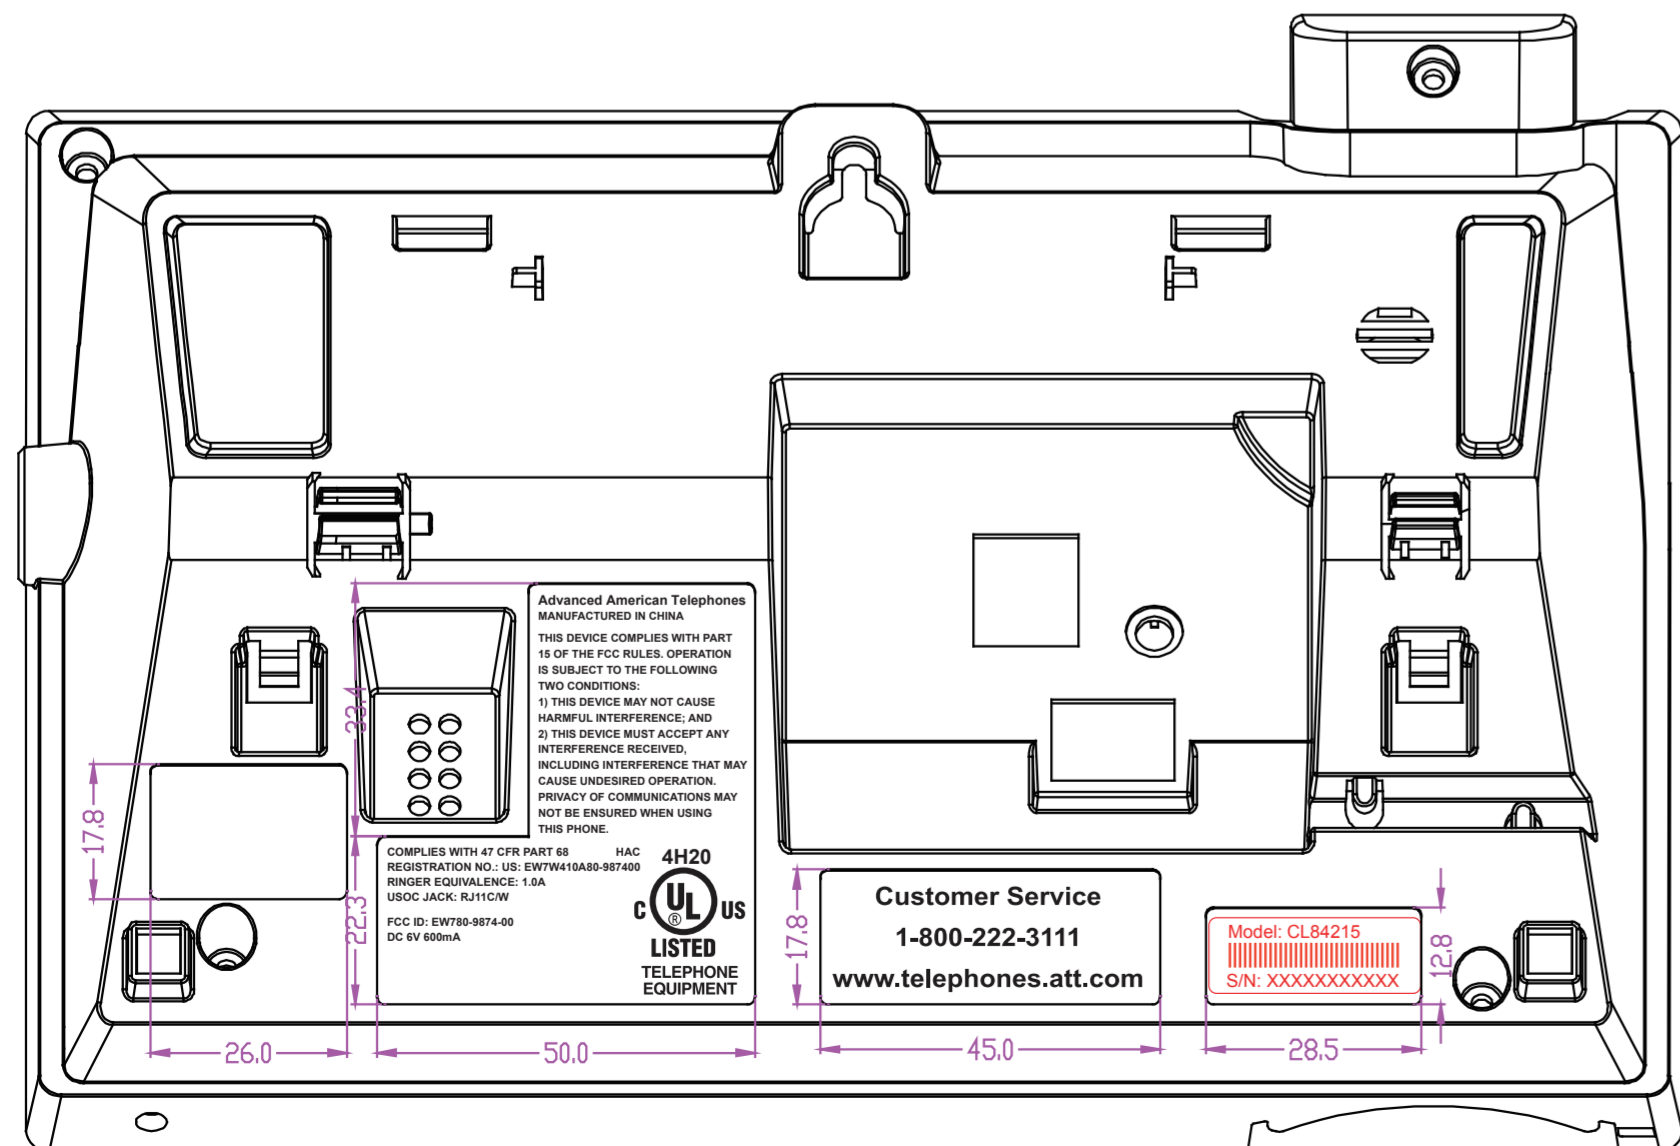 Advanced American Telephones
MANUFACTURED IN CHINA
THIS DEVICE COMPLIES WITH PART
15 OF THE FCC RULES. OPERATION
IS SUBJECT TO THE FOLLOWING
TWO CONDITIONS:
1) THIS DEVICE MAY NOT CAUSE
HARMFUL INTERFERENCE; AND
2) THIS DEVICE MUST ACCEPT ANY
INTERFERENCE RECEIVED,
INCLUDING INTERFERENCE THAT MAY
CAUSE UNDESIRED OPERATION.
PRIVACY OF COMMUNICATIONS MAY
NOT BE ENSURED WHEN USING
THIS PHONE.
33.4
17.8
COMPLIES WITH 47 CFR PART 68 HAC
REGISTRATION NO.: US: EW7W410A80-987400
RINGER EQUIVALENCE: 1.0A
USOC JACK: RJ11C/W
FCC ID: EW780-9874-00
DC 6V 600mA
22.3
4H20
C UL ® US
LISTED
TELEPHONE
EQUIPMENT
17.8
Customer Service
1-800-222-3111
www.telephones.att.com
Model: CL84215
S/N: XXXXXXXXXXX
12.8
26.0
50.0
45.0
28.5